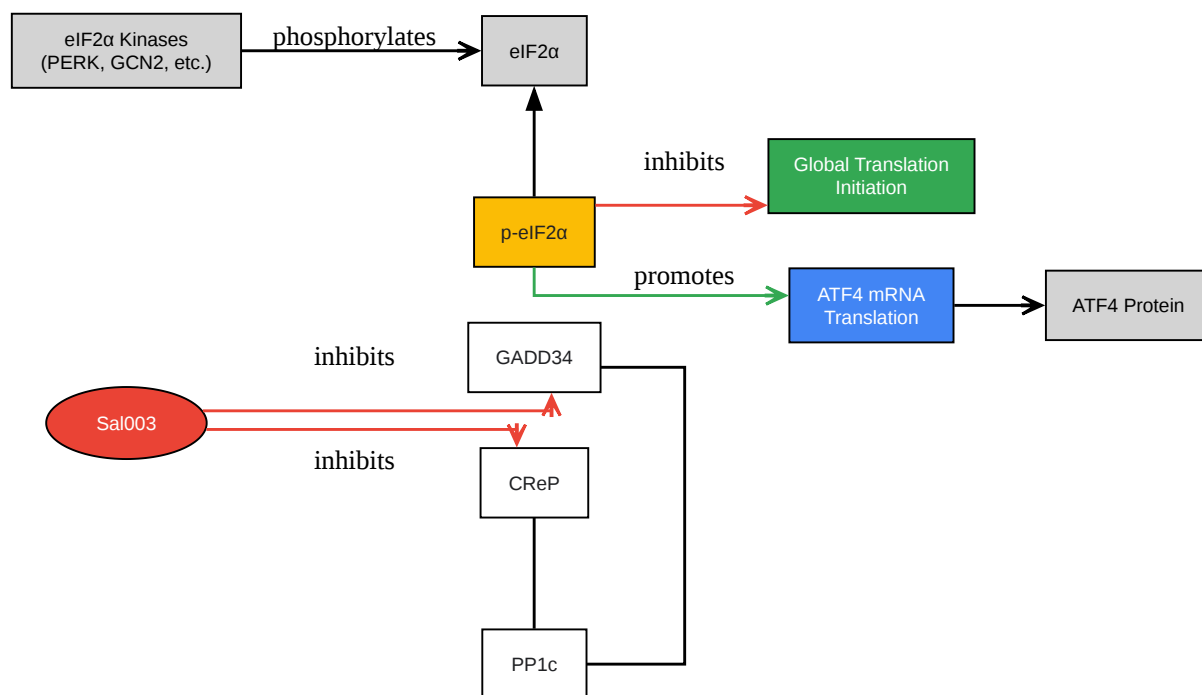 eIF2α Kinases
(PERK, GCN2, etc.)
phosphorylates
eIF2α
inhibits
Global Translation
Initiation
p-eIF2α
promotes
ATF4 mRNA
Translation
ATF4 Protein
inhibits
GADD34
Sal003
inhibits
CReP
PP1c